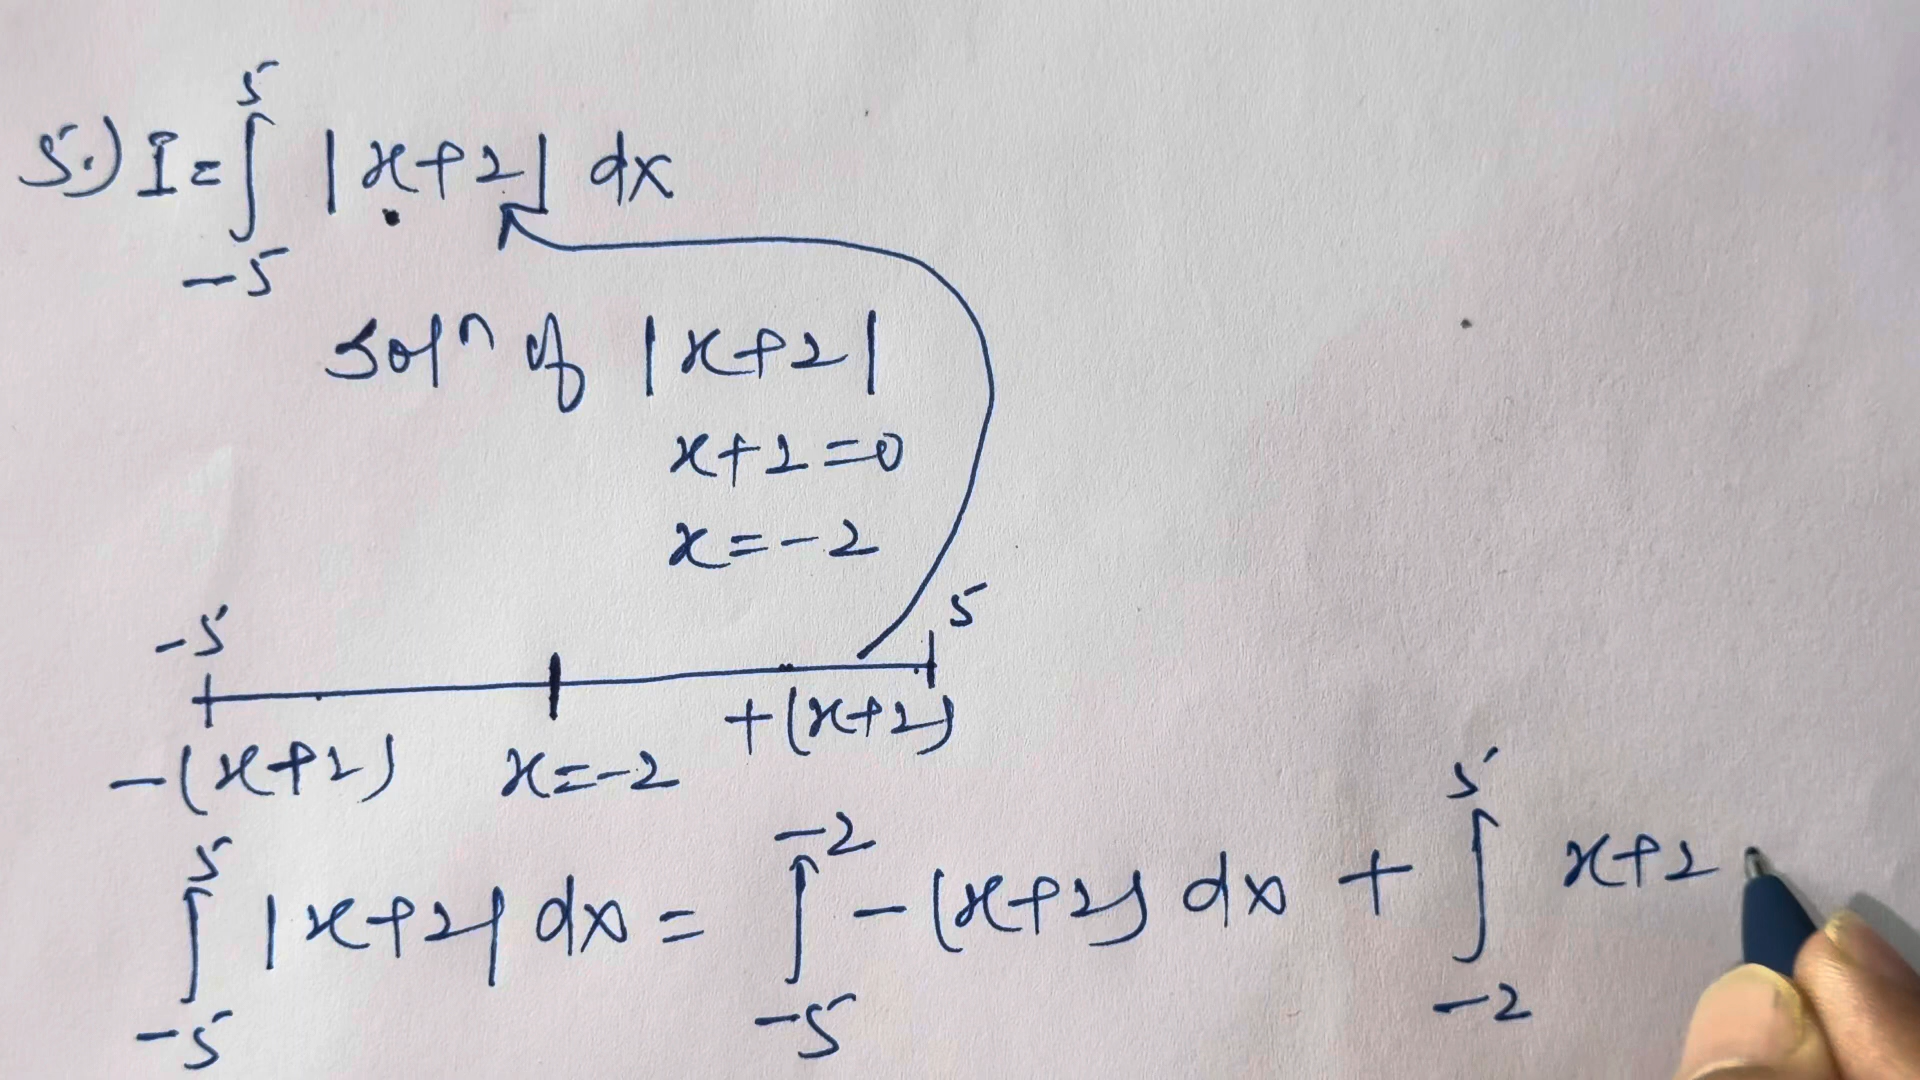 5.) I = ∫_{-5}^{5} |x+2| dx
Solⁿ of |x+2|
x+2=0
x=-2
-5 5
-(x+2) x=-2 +(x+2)
∫_{-5}^{5} |x+2| dx = ∫_{-5}^{-2} -(x+2) dx + ∫_{-2}^{5} x+2